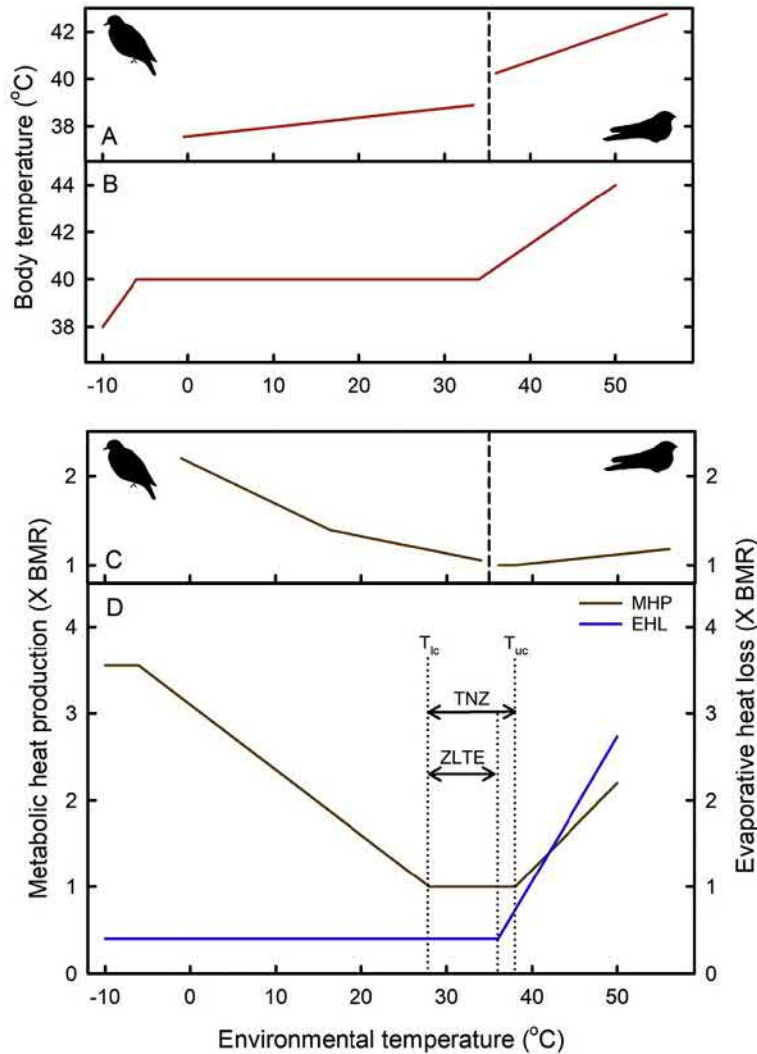 42
40
38
A
Body temperature (°C)
B
44
42
40
38
-10 0 10 20 30 40 50
2
1
C
2
1
Metabolic heat production (X BMR)
Evaporative heat loss (X BMR)
D
MHP
EHL
T_lc T_uc
TNZ
ZLTE
4
3
2
1
0
4
3
2
1
0
-10 0 10 20 30 40 50
Environmental temperature (°C)